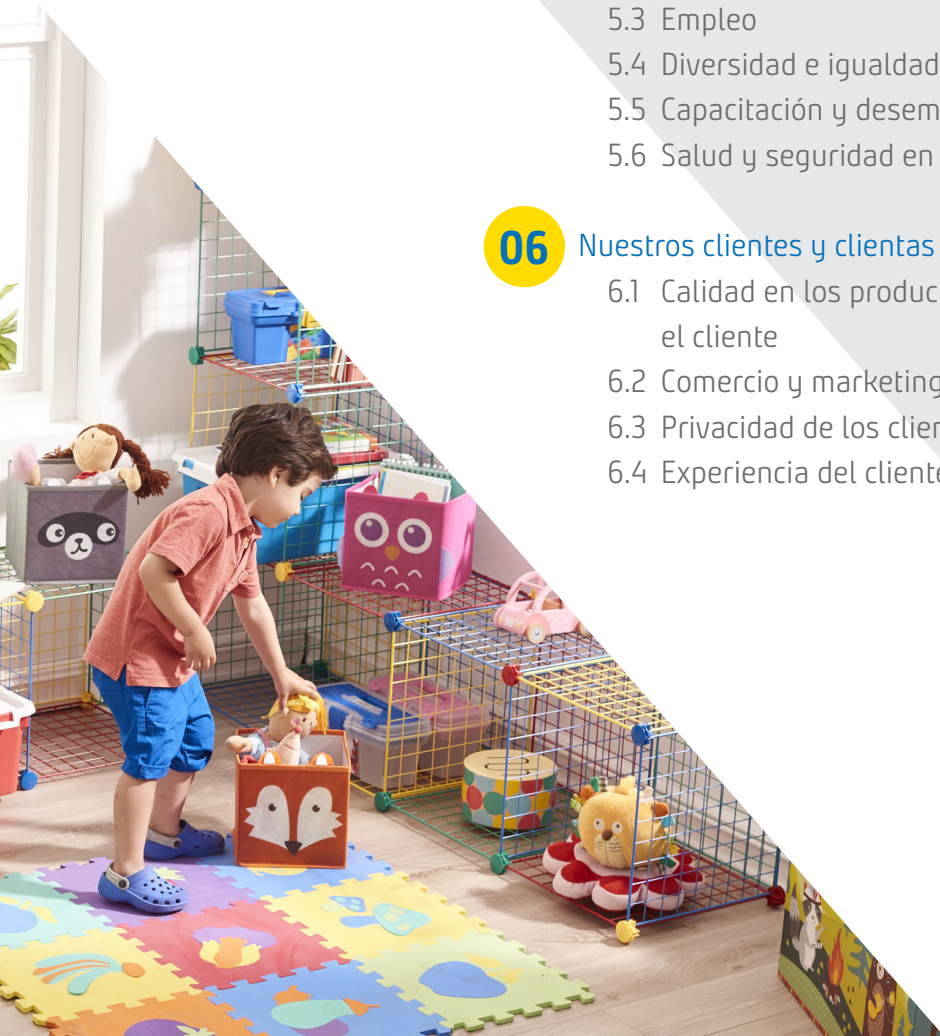 5.3 Empleo
5.4 Diversidad e igualdad
5.5 Capacitación y desem
5.6 Salud y seguridad en
06 Nuestros clientes y clientas
6.1 Calidad en los produc
el cliente
6.2 Comercio y marketing
6.3 Privacidad de los clien
6.4 Experiencia del cliente